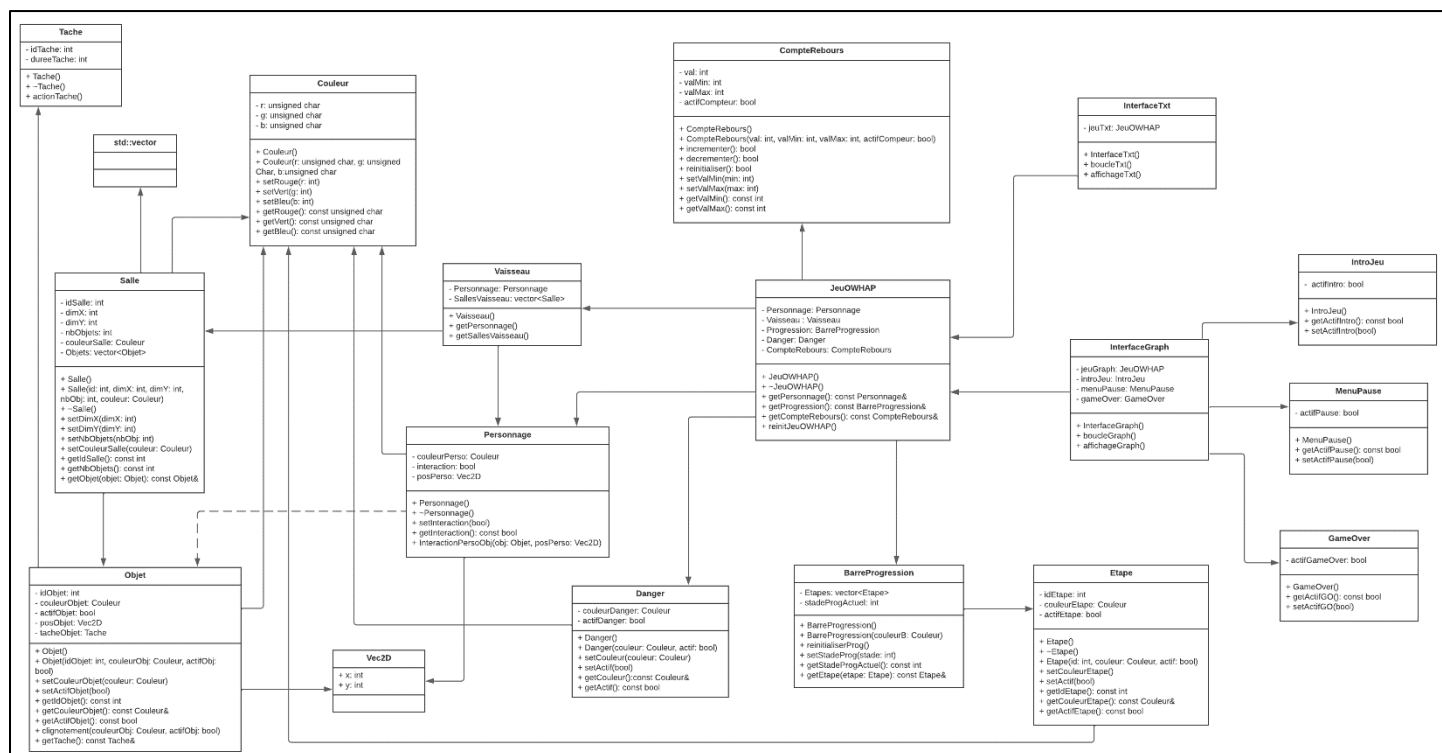 Tache
- idTache: int
- dureeTache: int
+ Tache()
+ ~Tache()
+ actionTache()
std::vector
Couleur
- r: unsigned char
- g: unsigned char
- b: unsigned char
+ Couleur()
+ Couleur(r: unsigned char, g: unsigned
Char, b:unsigned char
+ setRouge(r: int)
+ setVert(g: int)
+ setBleu(b: int)
+ getRouge(): const unsigned char
+ getVert(): const unsigned char
+ getBleu(): const unsigned char
CompteRebours
- val: int
- valMin: int
- valMax: int
- actifCompteur: bool
+ CompteRebours()
+ CompteRebours(val: int, valMin: int, valMax: int, actifCompeur: bool)
+ incrementer(): bool
+ decrementer(): bool
+ reinitialiser(): bool
+ setValMin(min: int)
+ setValMax(max: int)
+ getValMin(): const int
+ getValMax(): const int
InterfaceTxt
- jeuTxt: JeuOWHAP
+ InterfaceTxt()
+ boucleTxt()
+ affichageTxt()
Salle
- idSalle: int
- dimX: int
- dimY: int
- nbObjets: int
- couleurSalle: Couleur
- Objets: vector<Objet>
+ Salle()
+ Salle(id: int, dimX: int, dimY: int,
nbObj: int, couleur: Couleur)
+ ~Salle()
+ setDimX(dimX: int)
+ setDimY(dimY: int)
+ setNbObjets(nbObj: int)
+ setCouleurSalle(couleur: Couleur)
+ getIdSalle(): const int
+ getNbObjets(): const int
+ getObjet(objet: Objet): const Objet&
Vaisseau
- Personnage: Personnage
- SallesVaisseau: vector<Salle>
+ Vaisseau()
+ getPersonnage()
+ getSallesVaisseau()
JeuOWHAP
- Personnage: Personnage
- Vaisseau : Vaisseau
- Progression: BarreProgression
- Danger: Danger
- CompteRebours: CompteRebours
+ JeuOWHAP()
+ ~JeuOWHAP()
+ getPersonnage(): const Personnage&
+ getProgression(): const BarreProgression&
+ getCompteRebours(): const CompteRebours&
+ reinitJeuOWHAP()
IntroJeu
- actifIntro: bool
+ IntroJeu()
+ getActifIntro(): const bool
+ setActifIntro(bool)
InterfaceGraph
- jeuGraph: JeuOWHAP
- introJeu: IntroJeu
- menuPause: MenuPause
- gameOver: GameOver
+ InterfaceGraph()
+ boucleGraph()
+ affichageGraph()
MenuPause
- actifPause: bool
+ MenuPause()
+ getActifPause(): const bool
+ setActifPause(bool)
Personnage
- couleurPerso: Couleur
- interaction: bool
- posPerso: Vec2D
+ Personnage()
+ ~Personnage()
+ setInteraction(bool)
+ getInteraction(): const bool
+ InteractionPersoObj(obj: Objet, posPerso: Vec2D)
GameOver
- actifGameOver: bool
+ GameOver()
+ getActifGO(): const bool
+ setActifGO(bool)
Objet
- idObjet: int
- couleurObjet: Couleur
- actifObjet: bool
- posObjet: Vec2D
- tacheObjet: Tache
+ Objet()
+ Objet(idObjet: int, couleurObj: Couleur, actifObj:
bool)
+ setCouleurObjet(couleur: Couleur)
+ setActifObjet(bool)
+ getIdObjet(): const int
+ getCouleurObjet(): const Couleur&
+ getActifObjet(): const bool
+ clignotement(couleurObj: Couleur, actifObj: bool)
+ getTache(): const Tache&
Vec2D
+ x: int
+ y: int
Danger
- couleurDanger: Couleur
- actifDanger: bool
+ Danger()
+ Danger(couleur: Couleur, actif: bool)
+ setCouleur(couleur: Couleur)
+ setActif(bool)
+ getCouleur():const Couleur&
+ getActif(): const bool
BarreProgression
- Etapes: vector<Etape>
- stadeProgActuel: int
+ BarreProgression()
+ BarreProgression(couleurB: Couleur)
+ reinitialiserProg()
+ setStadeProg(stade: int)
+ getStadeProgActuel(): const int
+ getEtape(etape: Etape): const Etape&
Etape
- idEtape: int
- couleurEtape: Couleur
- actifEtape: bool
+ Etape()
+ ~Etape()
+ Etape(id: int, couleur: Couleur, actif: bool)
+ setCouleurEtape()
+ setActif(bool)
+ getIdEtape(): const int
+ getCouleurEtape(): const Couleur&
+ getActifEtape(): const bool